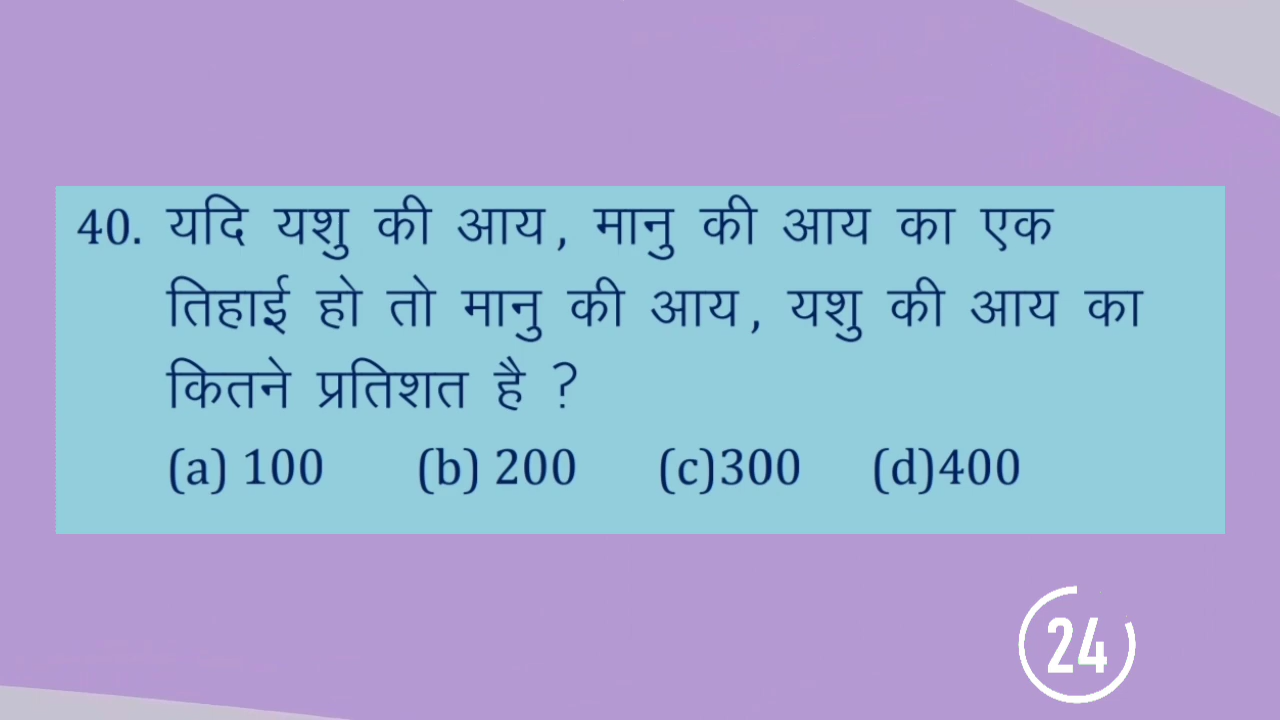 40. यदि यशु की आय, मानु की आय का एक
तिहाई हो तो मानु की आय, यशु की आय का
कितने प्रतिशत है ?
(a) 100 (b) 200 (c)300 (d)400
24